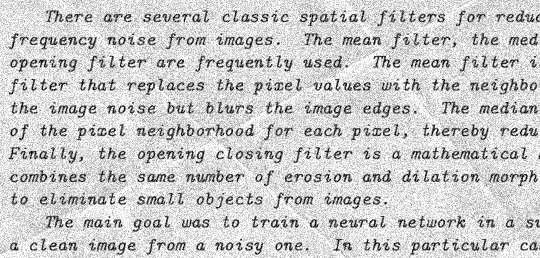 There are several classic spatial filters for reduc
frequency noise from images. The mean filter, the med
opening filter are frequently used. The mean filter i
filter that replaces the pixel values with the neighbo
the image noise but blurs the image edges. The median
of the pixel neighborhood for each pixel, thereby redu
Finally, the opening closing filter is a mathematical
combines the same number of erosion and dilation morph
to eliminate small objects from images.
The main goal was to train a neural network in a su
a clean image from a noisy one. In this particular ca